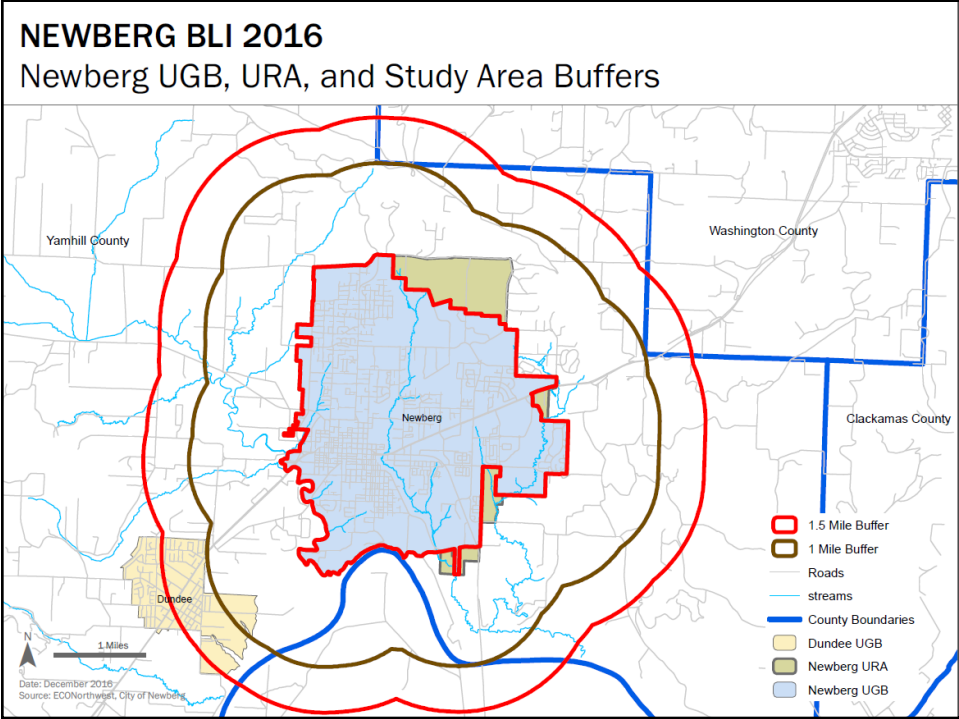 NEWBERG BLI 2016
Newberg UGB, URA, and Study Area Buffers
Yamhill County
Washington County
Clackamas County
Newberg
Dundee
1.5 Mile Buffer
1 Mile Buffer
Roads
streams
County Boundaries
Dundee UGB
Newberg URA
Newberg UGB
N
1 Miles
Date: December 2016
Source: ECONorthwest, City of Newberg